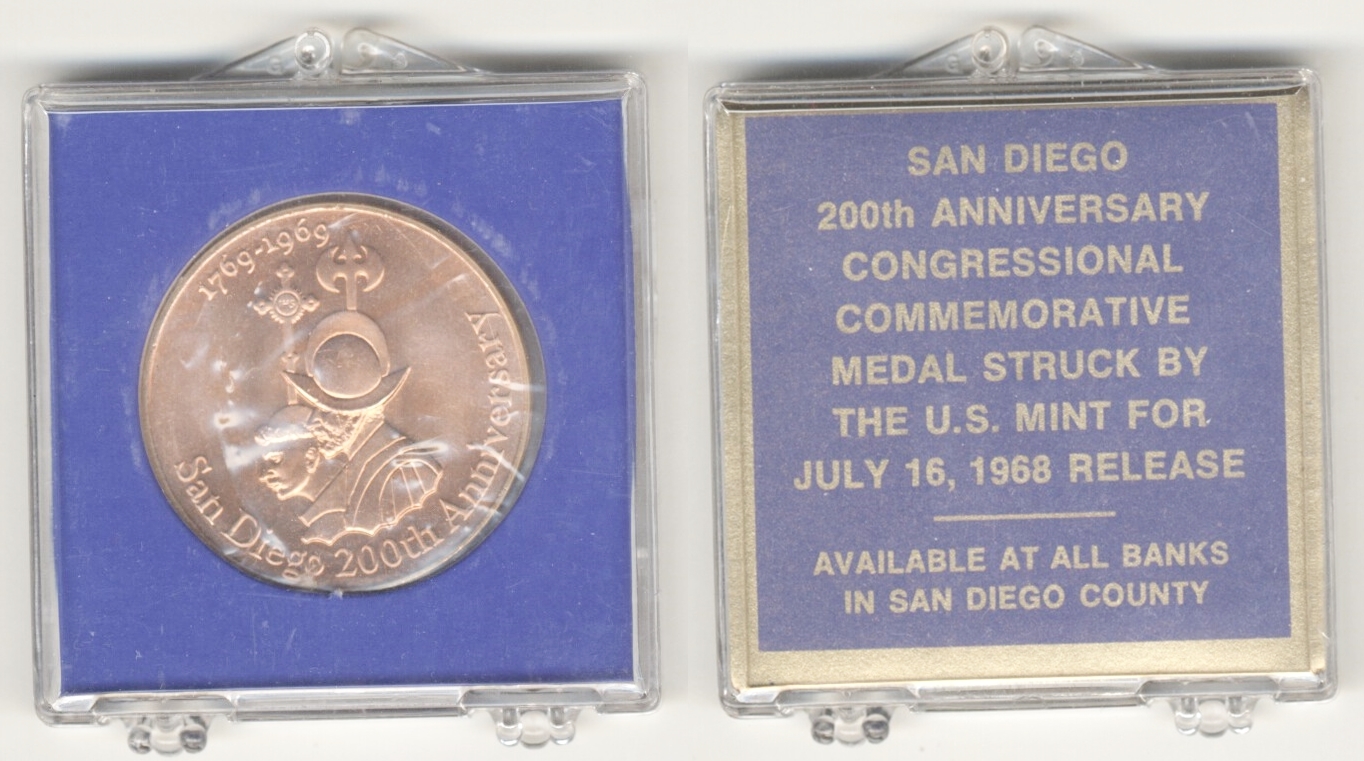 1769-1969
San Diego 200th Anniversary
SAN DIEGO
200th ANNIVERSARY
CONGRESSIONAL
COMMEMORATIVE
MEDAL STRUCK BY
THE U.S. MINT FOR
JULY 16, 1968 RELEASE
AVAILABLE AT ALL BANKS
IN SAN DIEGO COUNTY